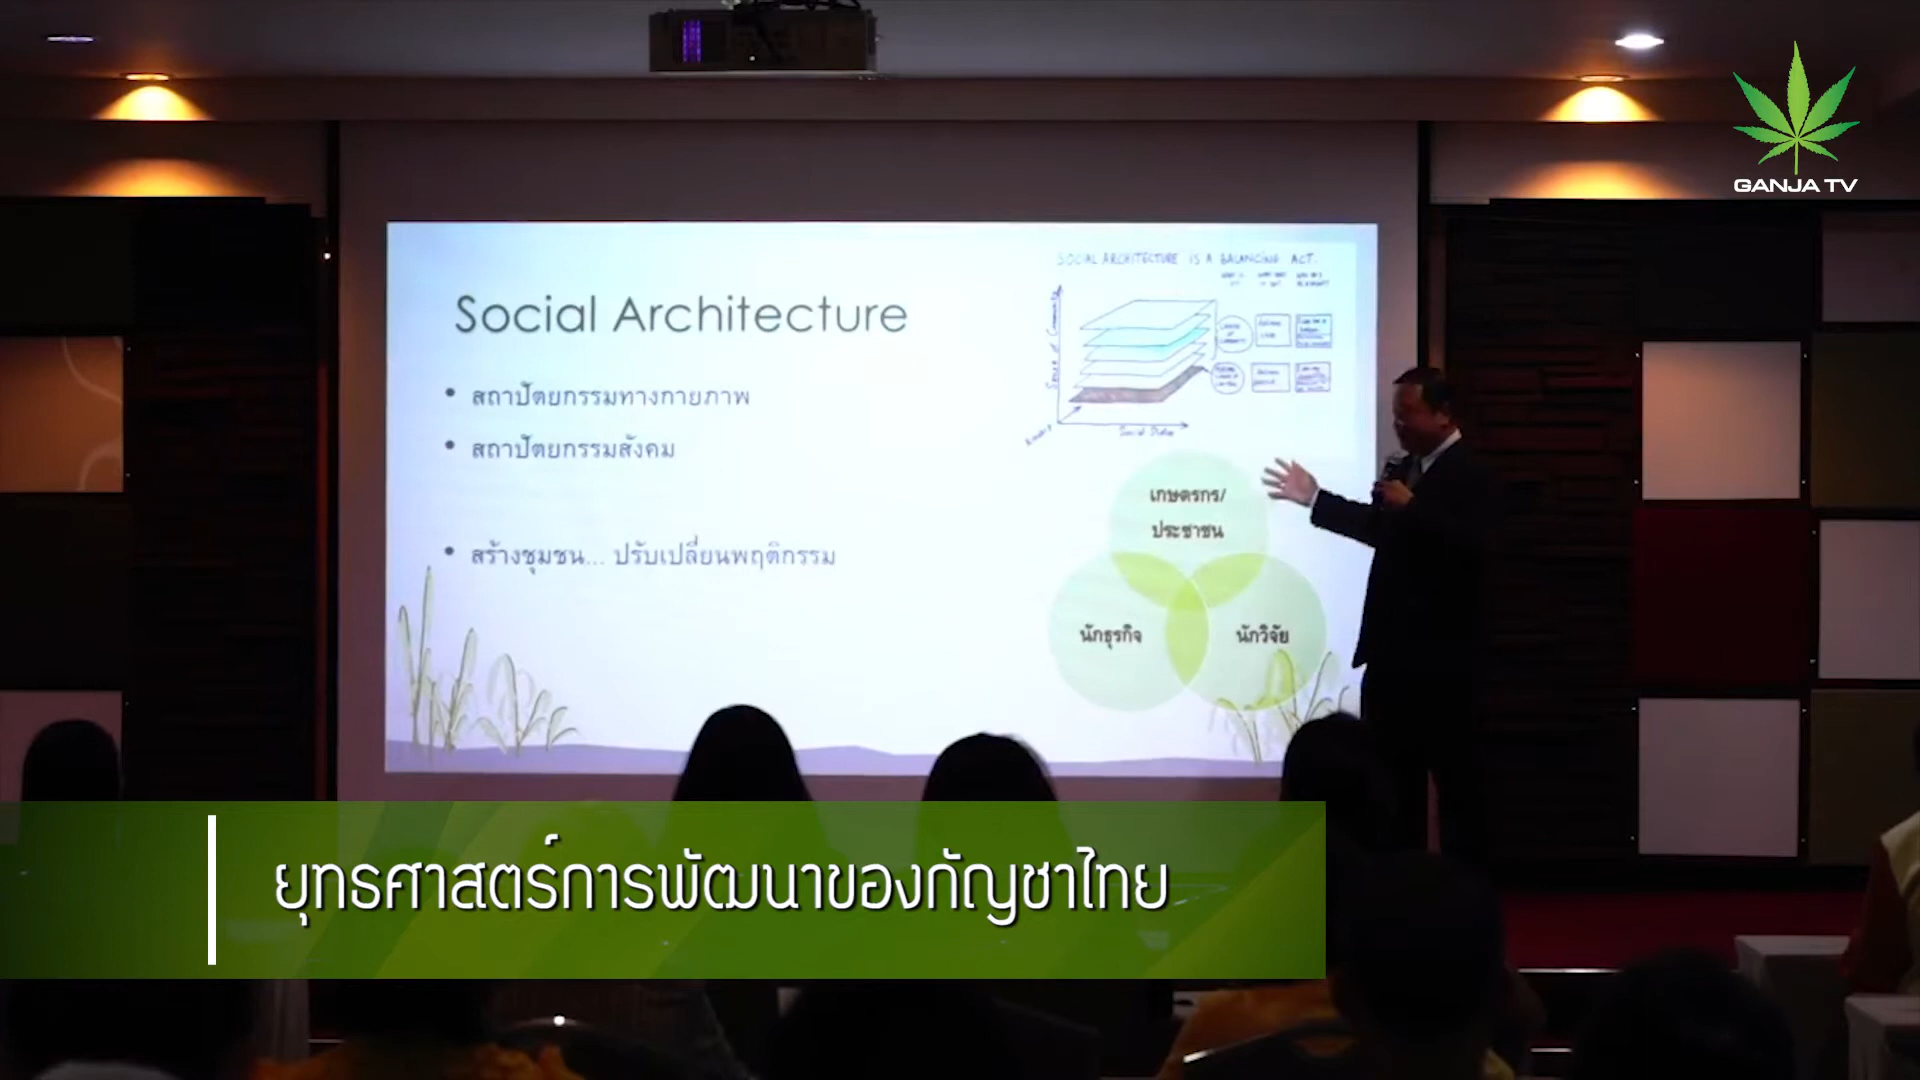 GANJA TV
SOCIAL ARCHITECTURE IS A BALANCING ACT.
Social Architecture
• สถาปัตยกรรมทางกายภาพ
• สถาปัตยกรรมสังคม
• สร้างชุมชน... ปรับเปลี่ยนพฤติกรรม
เกษตรกร/
ประชาชน
นักธุรกิจ
นักวิจัย
ยุทธศาสตร์การพัฒนาของกัญชาไทย